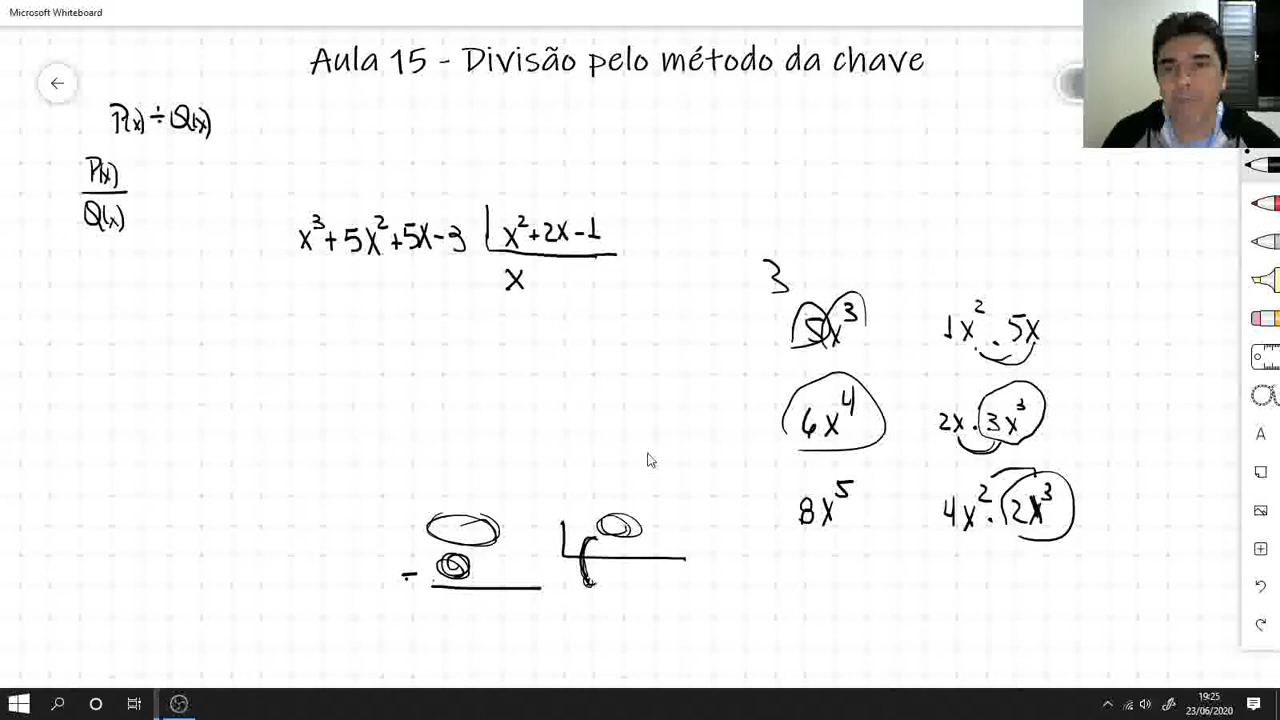 Microsoft Whiteboard
Aula 15 - Divisão pelo método da chave
P(x) ÷ Q(x)
P(x)
Q(x)
x³+5x²+5x-3 x²+2x-1
x
3
x³ 1x² . 5x
6x⁴ 2x . 3x³
8x⁵ 4x² . 2x³
-
A
19:25
23/06/2020